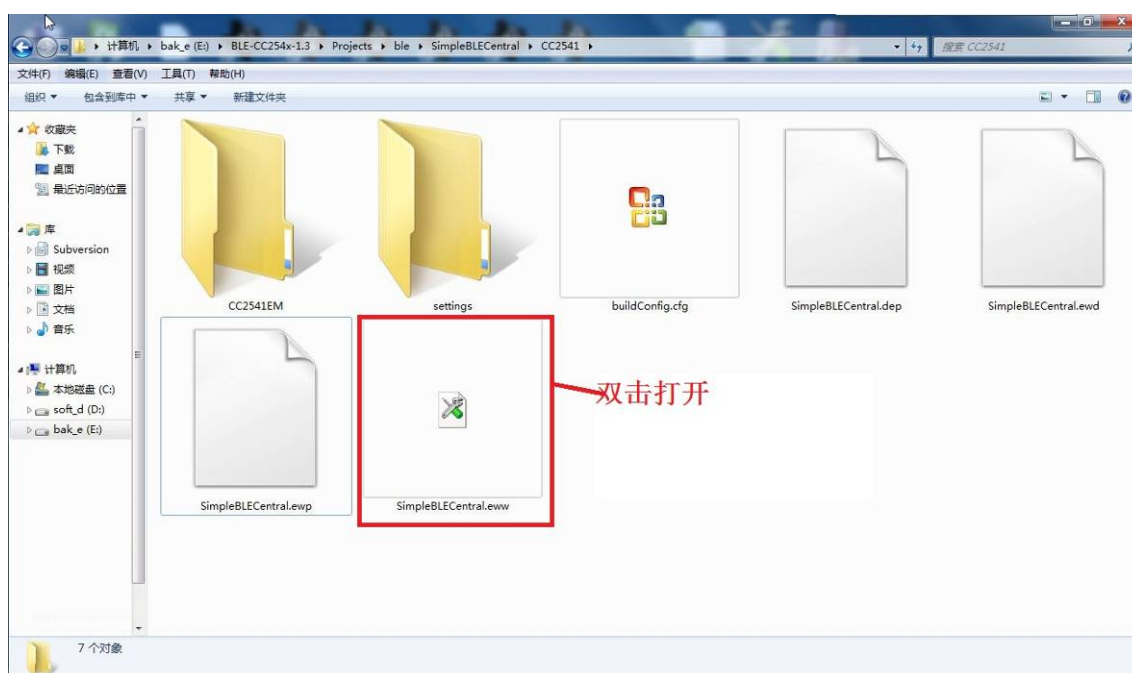 计算机 ▸ bak_e (E:) ▸ BLE-CC254x-1.3 ▸ Projects ▸ ble ▸ SimpleBLECentral ▸ CC2541 ▸
搜索 CC2541
文件(F) 编辑(E) 查看(V) 工具(T) 帮助(H)
组织 包含到库中 共享 新建文件夹
收藏夹
下载
桌面
最近访问的位置
库
Subversion
视频
图片
文档
音乐
计算机
本地磁盘 (C:)
soft_d (D:)
bak_e (E:)
CC2541EM settings buildConfig.cfg SimpleBLECentral.dep SimpleBLECentral.ewd
双击打开
SimpleBLECentral.ewp SimpleBLECentral.eww
7 个对象